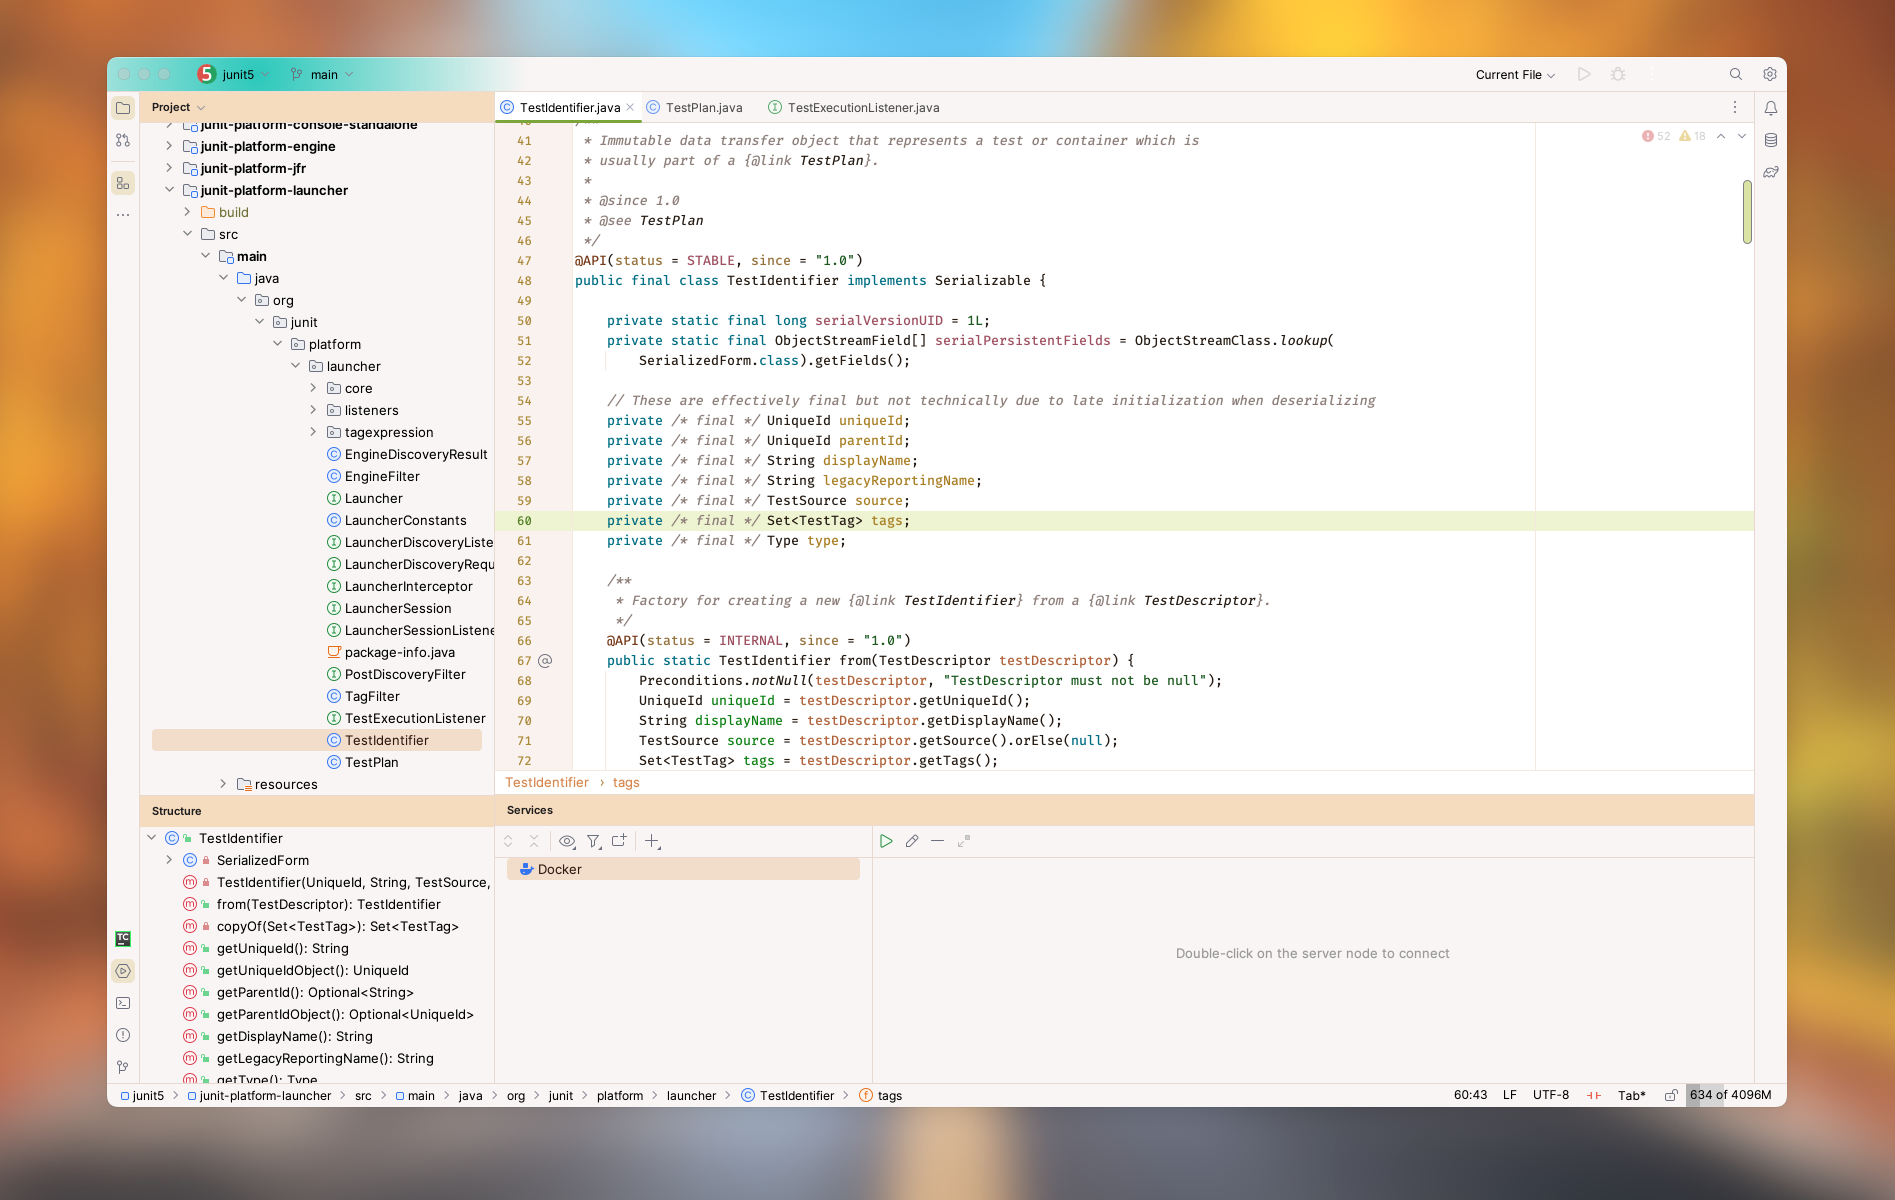 5 junit5 main Current File
Project
junit-platform-console-standalone
junit-platform-engine
junit-platform-jfr
junit-platform-launcher
build
src
main
java
org
junit
platform
launcher
core
listeners
tagexpression
EngineDiscoveryResult
EngineFilter
Launcher
LauncherConstants
LauncherDiscoveryListe
LauncherDiscoveryRequ
LauncherInterceptor
LauncherSession
LauncherSessionListene
package-info.java
PostDiscoveryFilter
TagFilter
TestExecutionListener
TestIdentifier
TestPlan
resources
TestIdentifier.java TestPlan.java TestExecutionListener.java
52 18
41 * Immutable data transfer object that represents a test or container which is
42 * usually part of a {@link TestPlan}.
43 *
44 * @since 1.0
45 * @see TestPlan
46 */
47 @API(status = STABLE, since = "1.0")
48 public final class TestIdentifier implements Serializable {
49
50 private static final long serialVersionUID = 1L;
51 private static final ObjectStreamField[] serialPersistentFields = ObjectStreamClass.lookup(
52 SerializedForm.class).getFields();
53
54 // These are effectively final but not technically due to late initialization when deserializing
55 private /* final */ UniqueId uniqueId;
56 private /* final */ UniqueId parentId;
57 private /* final */ String displayName;
58 private /* final */ String legacyReportingName;
59 private /* final */ TestSource source;
60 private /* final */ Set<TestTag> tags;
61 private /* final */ Type type;
62
63 /**
64 * Factory for creating a new {@link TestIdentifier} from a {@link TestDescriptor}.
65 */
66 @API(status = INTERNAL, since = "1.0")
67 public static TestIdentifier from(TestDescriptor testDescriptor) {
68 Preconditions.notNull(testDescriptor, "TestDescriptor must not be null");
69 UniqueId uniqueId = testDescriptor.getUniqueId();
70 String displayName = testDescriptor.getDisplayName();
71 TestSource source = testDescriptor.getSource().orElse(null);
72 Set<TestTag> tags = testDescriptor.getTags();
TestIdentifier › tags
Structure
TestIdentifier
SerializedForm
TestIdentifier(UniqueId, String, TestSource,
from(TestDescriptor): TestIdentifier
copyOf(Set<TestTag>): Set<TestTag>
getUniqueId(): String
getUniqueIdObject(): UniqueId
getParentId(): Optional<String>
getParentIdObject(): Optional<UniqueId>
getDisplayName(): String
getLegacyReportingName(): String
getType(): Type
Services
Docker
Double-click on the server node to connect
TC
junit5 junit-platform-launcher src main java org junit platform launcher TestIdentifier tags
60:43 LF UTF-8 Tab* 634 of 4096M